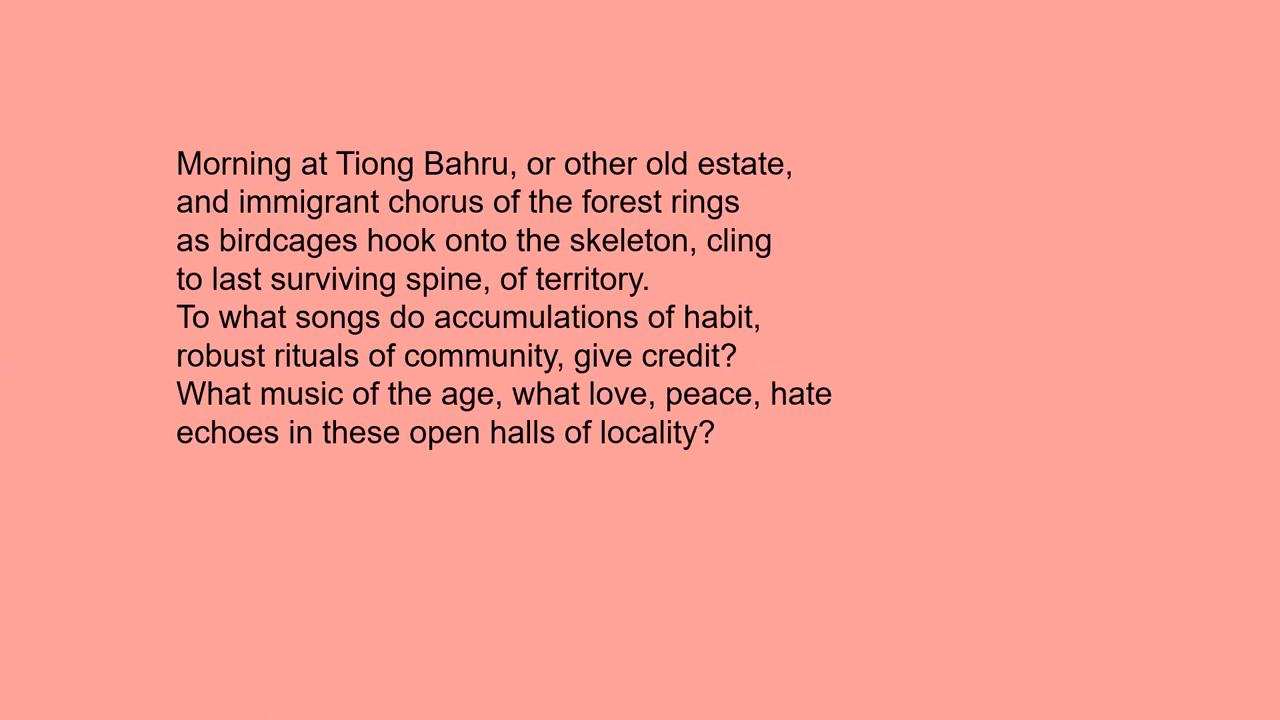 Morning at Tiong Bahru, or other old estate,
and immigrant chorus of the forest rings
as birdcages hook onto the skeleton, cling
to last surviving spine, of territory.
To what songs do accumulations of habit,
robust rituals of community, give credit?
What music of the age, what love, peace, hate
echoes in these open halls of locality?